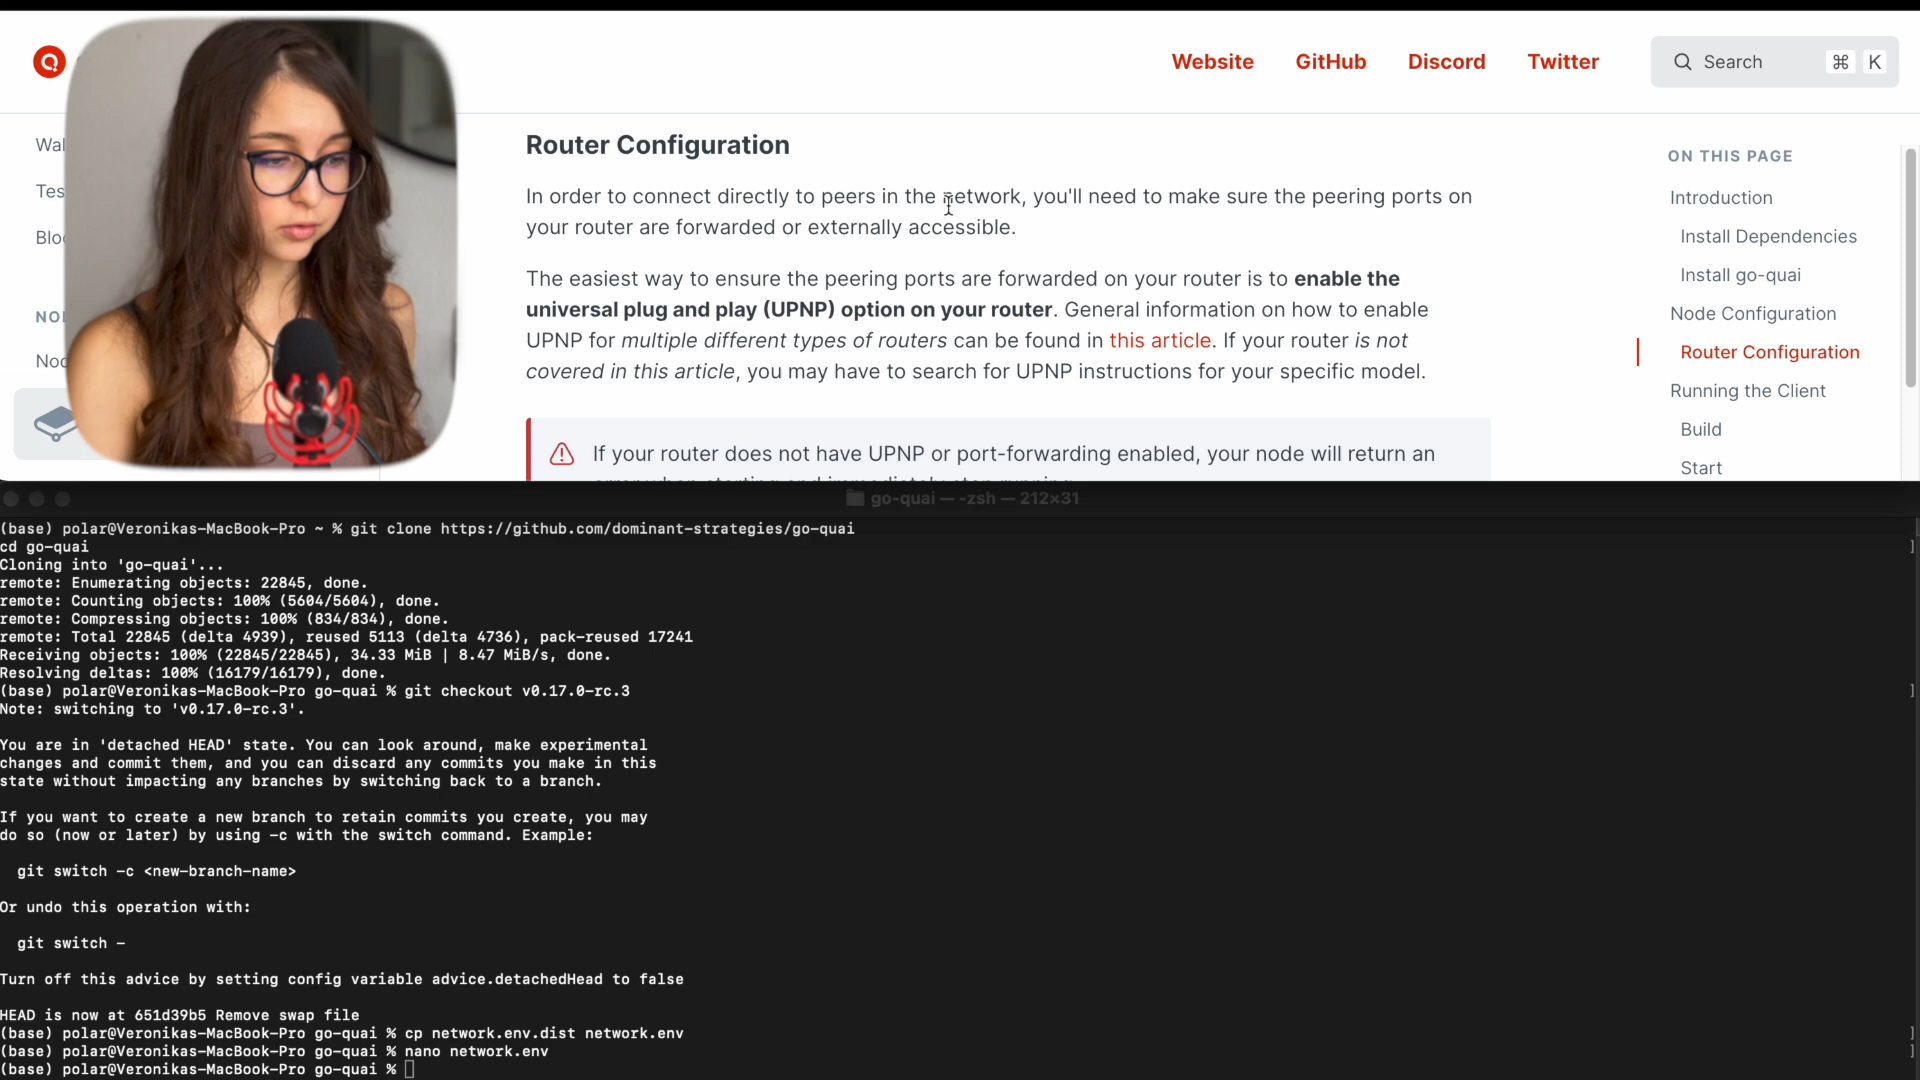 Website GitHub Discord Twitter Search ⌘ K
Wal
Tes
Bloc
NO
Nod
Router Configuration
In order to connect directly to peers in the network, you'll need to make sure the peering ports on
your router are forwarded or externally accessible.
The easiest way to ensure the peering ports are forwarded on your router is to enable the
universal plug and play (UPNP) option on your router. General information on how to enable
UPNP for multiple different types of routers can be found in this article. If your router is not
covered in this article, you may have to search for UPNP instructions for your specific model.
If your router does not have UPNP or port-forwarding enabled, your node will return an
ON THIS PAGE
Introduction
Install Dependencies
Install go-quai
Node Configuration
Router Configuration
Running the Client
Build
Start
go-quai — -zsh — 212×31
(base) polar@Veronikas-MacBook-Pro ~ % git clone https://github.com/dominant-strategies/go-quai
cd go-quai
Cloning into 'go-quai'...
remote: Enumerating objects: 22845, done.
remote: Counting objects: 100% (5604/5604), done.
remote: Compressing objects: 100% (834/834), done.
remote: Total 22845 (delta 4939), reused 5113 (delta 4736), pack-reused 17241
Receiving objects: 100% (22845/22845), 34.33 MiB | 8.47 MiB/s, done.
Resolving deltas: 100% (16179/16179), done.
(base) polar@Veronikas-MacBook-Pro go-quai % git checkout v0.17.0-rc.3
Note: switching to 'v0.17.0-rc.3'.
You are in 'detached HEAD' state. You can look around, make experimental
changes and commit them, and you can discard any commits you make in this
state without impacting any branches by switching back to a branch.
If you want to create a new branch to retain commits you create, you may
do so (now or later) by using -c with the switch command. Example:
git switch -c <new-branch-name>
Or undo this operation with:
git switch -
Turn off this advice by setting config variable advice.detachedHead to false
HEAD is now at 651d39b5 Remove swap file
(base) polar@Veronikas-MacBook-Pro go-quai % cp network.env.dist network.env
(base) polar@Veronikas-MacBook-Pro go-quai % nano network.env
(base) polar@Veronikas-MacBook-Pro go-quai %